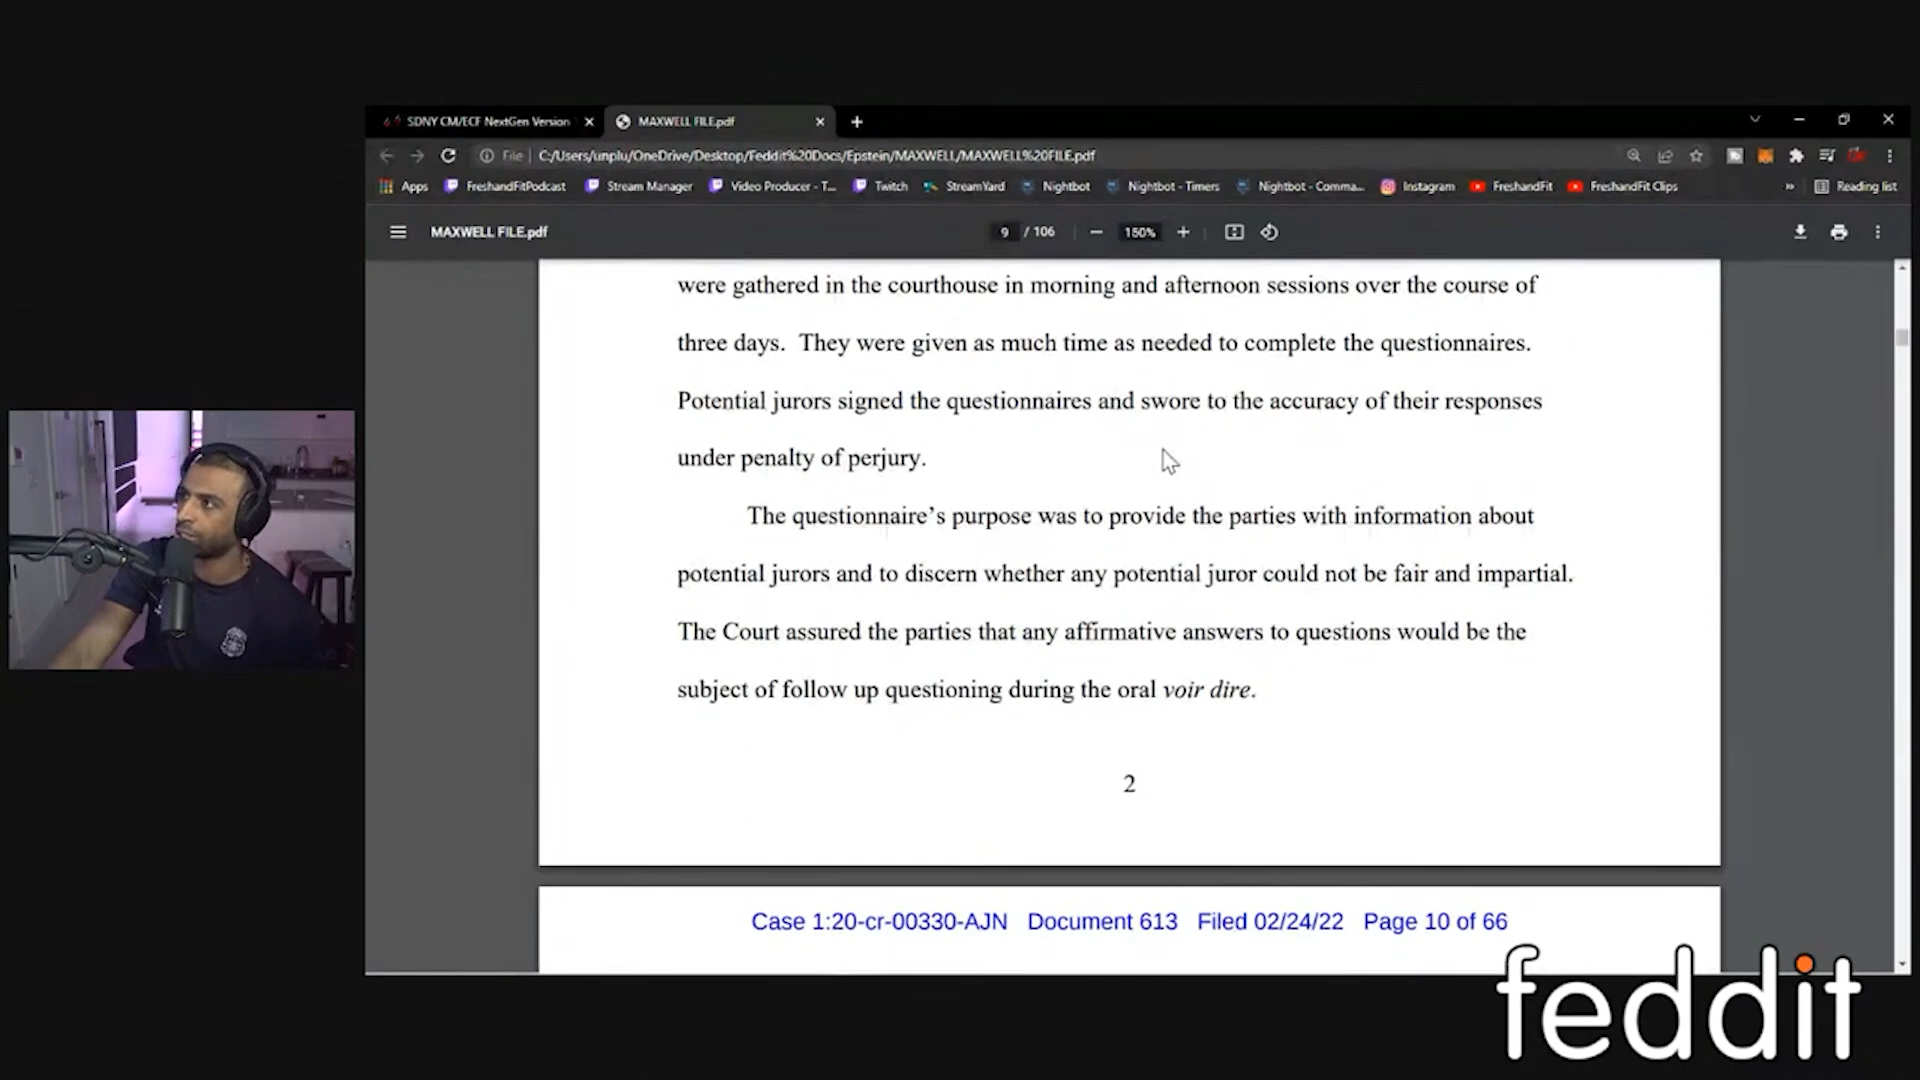 SDNY CM/ECF NextGen Version
MAXWELL FILE.pdf
File
C:/Users/unplu/OneDrive/Desktop/Feddit%20Docs/Epstein/MAXWELL/MAXWELL%20FILE.pdf
Apps FreshandFitPodcast Stream Manager Video Producer - T... Twitch StreamYard Nightbot Nightbot - Timers Nightbot - Comma... Instagram FreshandFit FreshandFit Clips » Reading list
MAXWELL FILE.pdf 9 / 106 150%
were gathered in the courthouse in morning and afternoon sessions over the course of
three days. They were given as much time as needed to complete the questionnaires.
Potential jurors signed the questionnaires and swore to the accuracy of their responses
under penalty of perjury.
The questionnaire’s purpose was to provide the parties with information about
potential jurors and to discern whether any potential juror could not be fair and impartial.
The Court assured the parties that any affirmative answers to questions would be the
subject of follow up questioning during the oral voir dire.
2
Case 1:20-cr-00330-AJN Document 613 Filed 02/24/22 Page 10 of 66
feddit